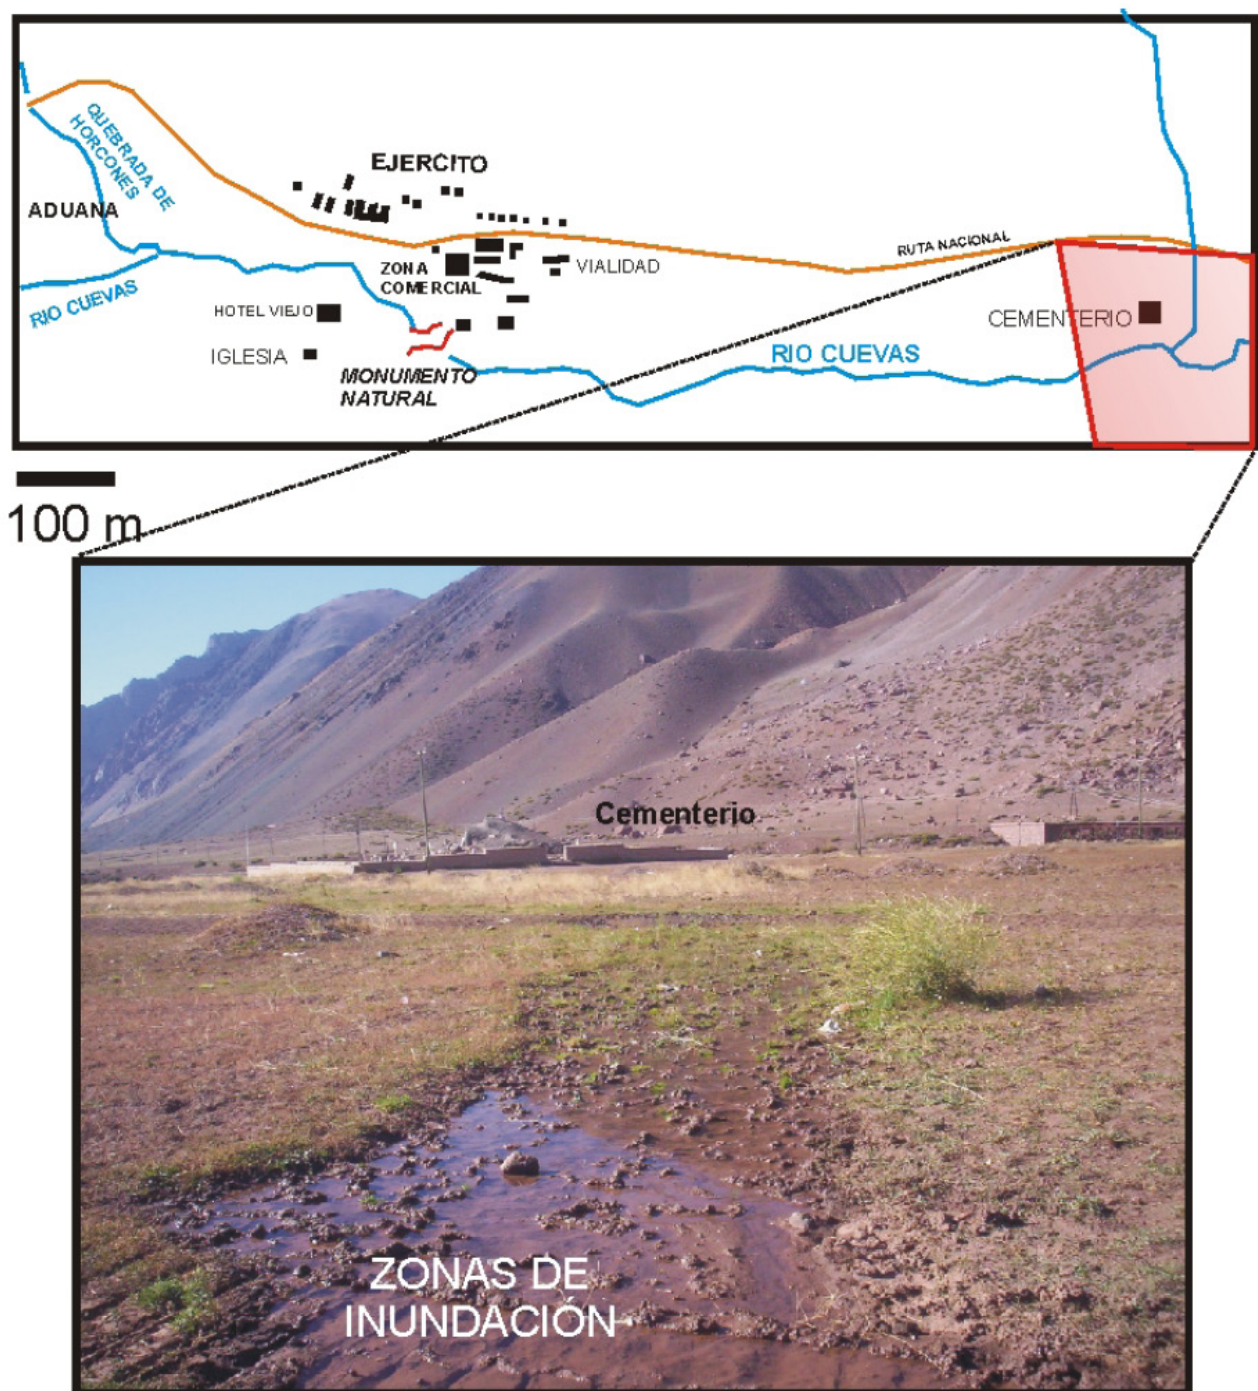 QUEBRADA DE
HORCONES
EJERCITO
ADUANA
RUTA NACIONAL
ZONA
COMERCIAL
VIALIDAD
RIO CUEVAS
HOTEL VIEJO
CEMENTERIO
IGLESIA
RIO CUEVAS
MONUMENTO
NATURAL
100 m
Cementerio
ZONAS DE
INUNDACIÓN